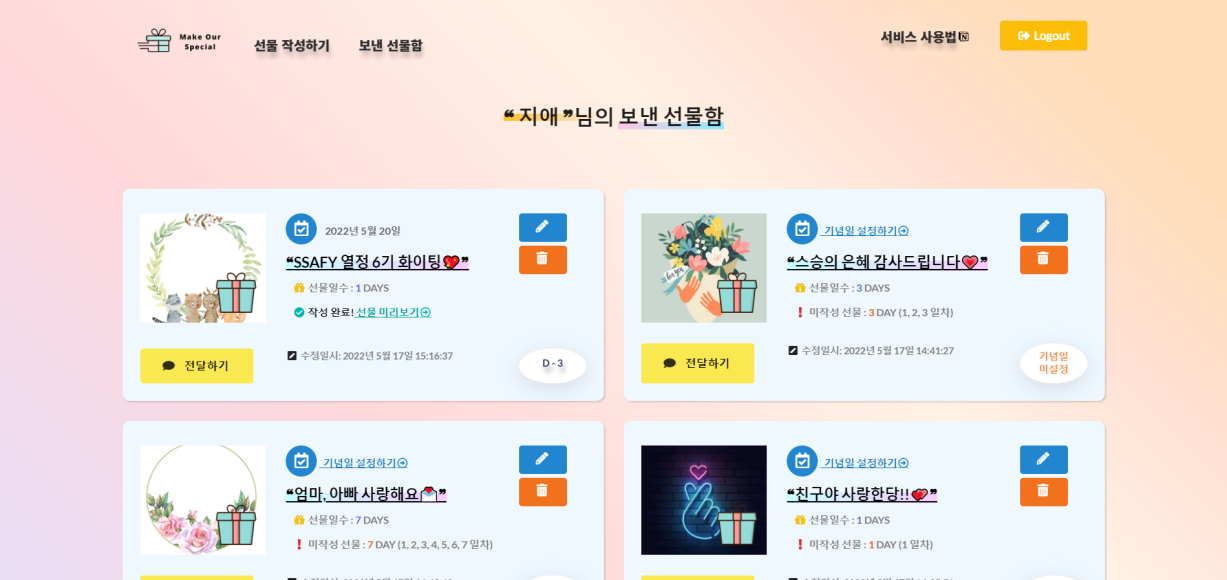 Make Our
Special
선물 작성하기
보낸 선물함
서비스 사용법
Logout
❝ 지애 ❞님의 보낸 선물함
2022년 5월 20일
❝SSAFY 열정 6기 화이팅💖❞
선물일수 : 1 DAYS
작성 완료! 선물 미리보기
전달하기
수정일시: 2022년 5월 17일 15:16:37
D - 3
기념일 설정하기
❝스승의 은혜 감사드립니다💗❞
선물일수 : 3 DAYS
❗ 미작성 선물 : 3 DAY (1, 2, 3 일차)
전달하기
수정일시: 2022년 5월 17일 14:41:27
기념일
미설정
기념일 설정하기
❝엄마, 아빠 사랑해요💌❞
선물일수 : 7 DAYS
❗ 미작성 선물 : 7 DAY (1, 2, 3, 4, 5, 6, 7 일차)
기념일 설정하기
❝친구야 사랑한당!!💕❞
선물일수 : 1 DAYS
❗ 미작성 선물 : 1 DAY (1 일차)